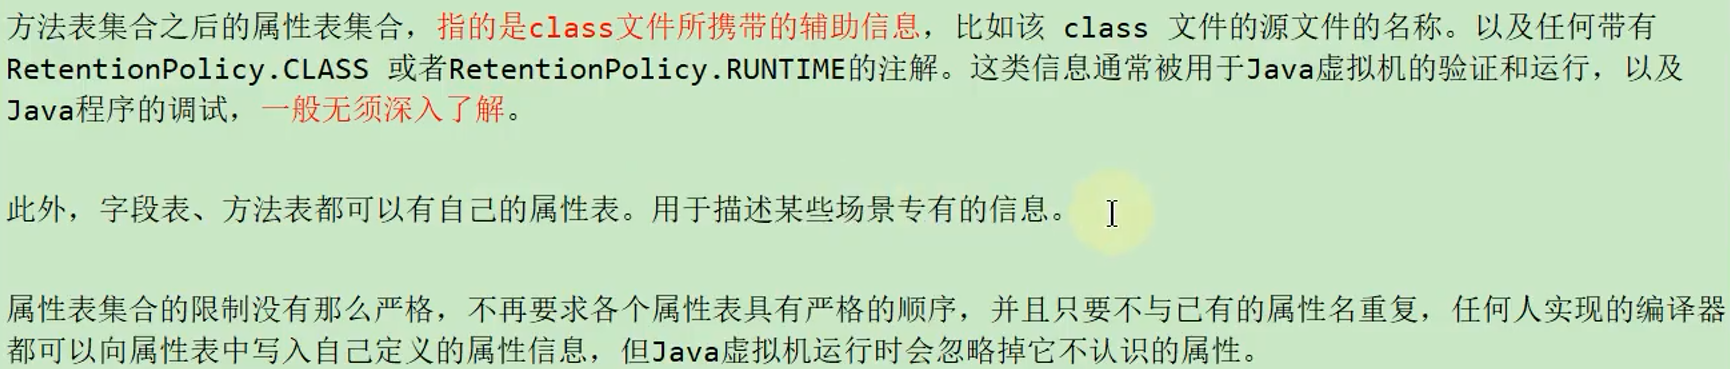 方法表集合之后的属性表集合，指的是class文件所携带的辅助信息，比如该 class 文件的源文件的名称。以及任何带有
RetentionPolicy.CLASS 或者RetentionPolicy.RUNTIME的注解。这类信息通常被用于Java虚拟机的验证和运行，以及
Java程序的调试，一般无须深入了解。
此外，字段表、方法表都可以有自己的属性表。用于描述某些场景专有的信息。
属性表集合的限制没有那么严格，不再要求各个属性表具有严格的顺序，并且只要不与已有的属性名重复，任何人实现的编译器
都可以向属性表中写入自己定义的属性信息，但Java虚拟机运行时会忽略掉它不认识的属性。